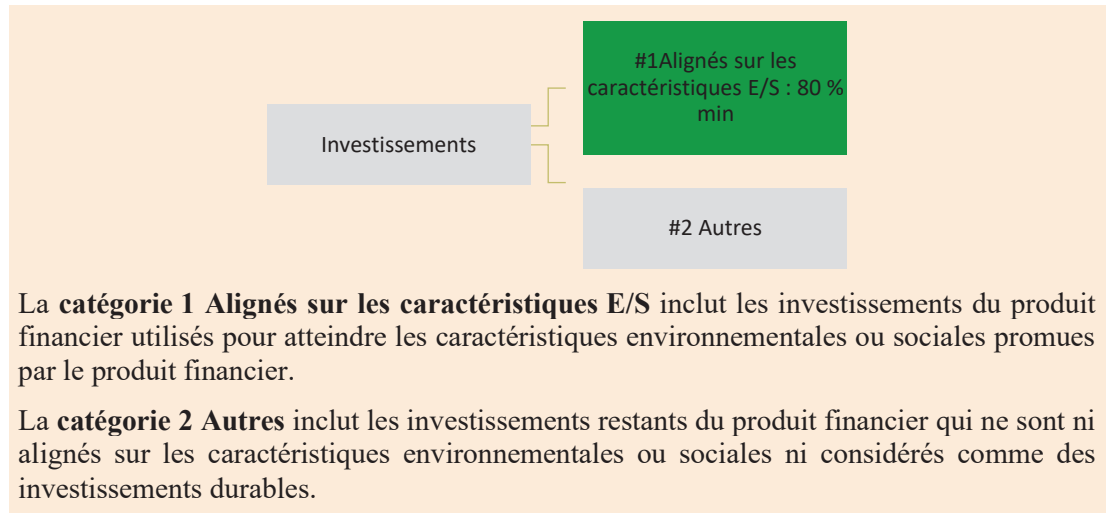 #1Alignés sur les
caractéristiques E/S : 80 %
min
Investissements
#2 Autres
La catégorie 1 Alignés sur les caractéristiques E/S inclut les investissements du produit
financier utilisés pour atteindre les caractéristiques environnementales ou sociales promues
par le produit financier.
La catégorie 2 Autres inclut les investissements restants du produit financier qui ne sont ni
alignés sur les caractéristiques environnementales ou sociales ni considérés comme des
investissements durables.